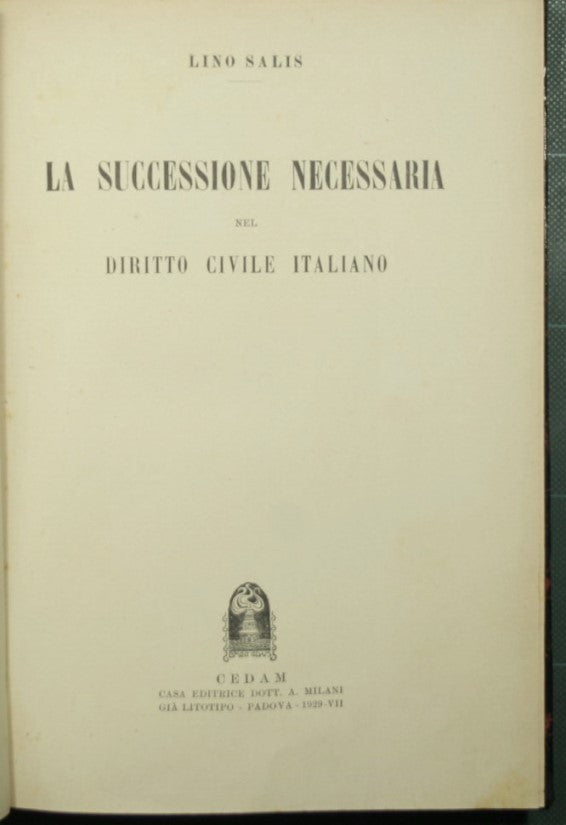 LINO SALIS
LA SUCCESSIONE NECESSARIA
NEL
DIRITTO CIVILE ITALIANO
CEDAM
CASA EDITRICE DOTT. A. MILANI
GIÀ LITOTIPO - PADOVA - 1929-VII